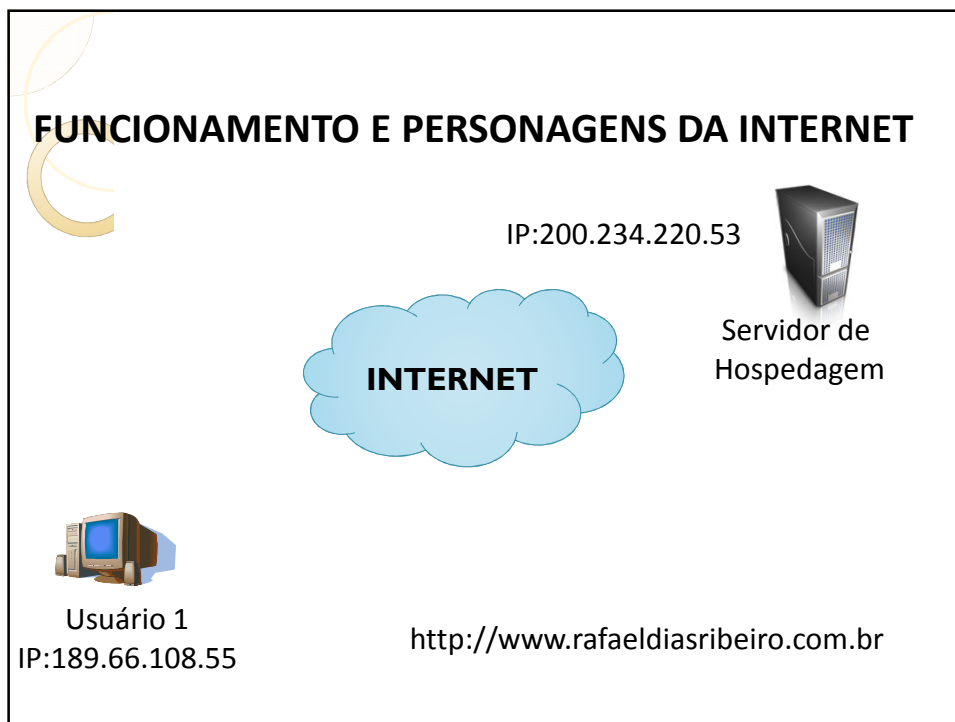 FUNCIONAMENTO E PERSONAGENS DA INTERNET
IP:200.234.220.53
Servidor de
Hospedagem
INTERNET
Usuário 1
IP:189.66.108.55
http://www.rafaeldiasribeiro.com.br